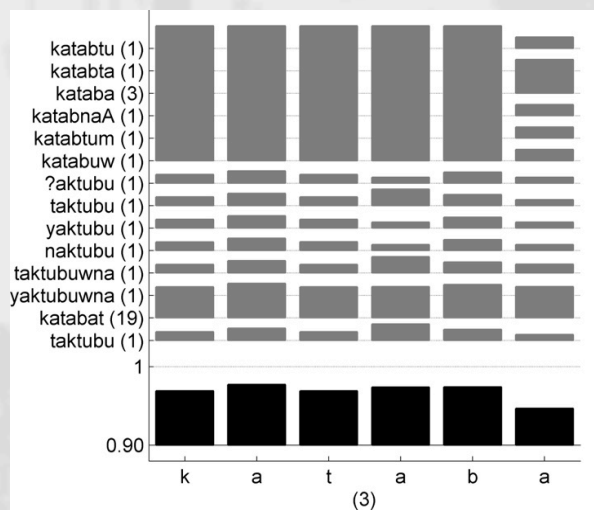 katabtu (1)
katabta (1)
kataba (3)
katabnaA (1)
katabtum (1)
katabuw (1)
?aktubu (1)
taktubu (1)
yaktubu (1)
naktubu (1)
taktubuwna (1)
yaktubuwna (1)
katabat (19)
taktubu (1)
1
0.90
k a t a b a
(3)